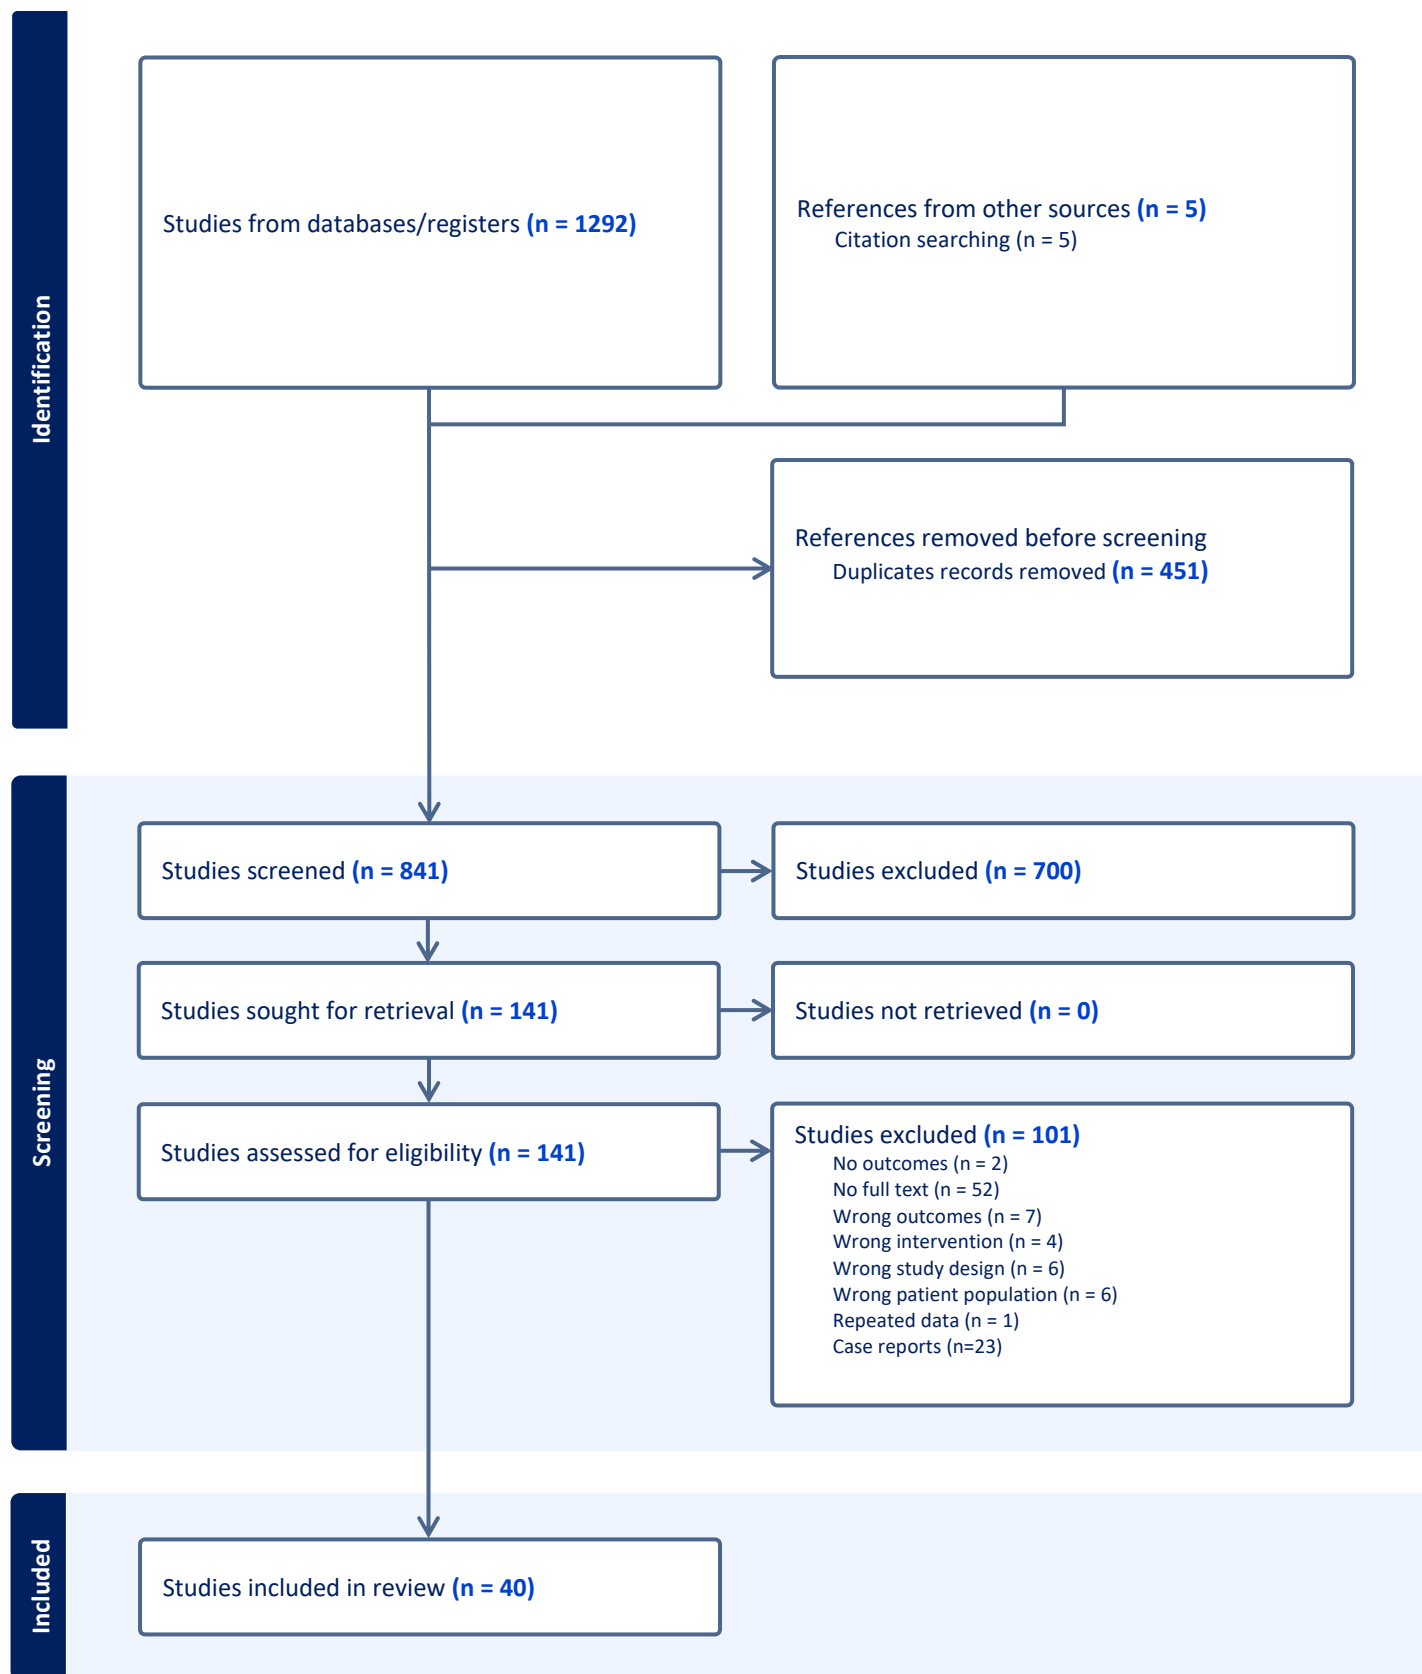 Identification
Studies from databases/registers (n = 1292)
References from other sources (n = 5)
Citation searching (n = 5)
References removed before screening
Duplicates records removed (n = 451)
Screening
Studies screened (n = 841)
Studies excluded (n = 700)
Studies sought for retrieval (n = 141)
Studies not retrieved (n = 0)
Studies assessed for eligibility (n = 141)
Studies excluded (n = 101)
No outcomes (n = 2)
No full text (n = 52)
Wrong outcomes (n = 7)
Wrong intervention (n = 4)
Wrong study design (n = 6)
Wrong patient population (n = 6)
Repeated data (n = 1)
Case reports (n=23)
Included
Studies included in review (n = 40)